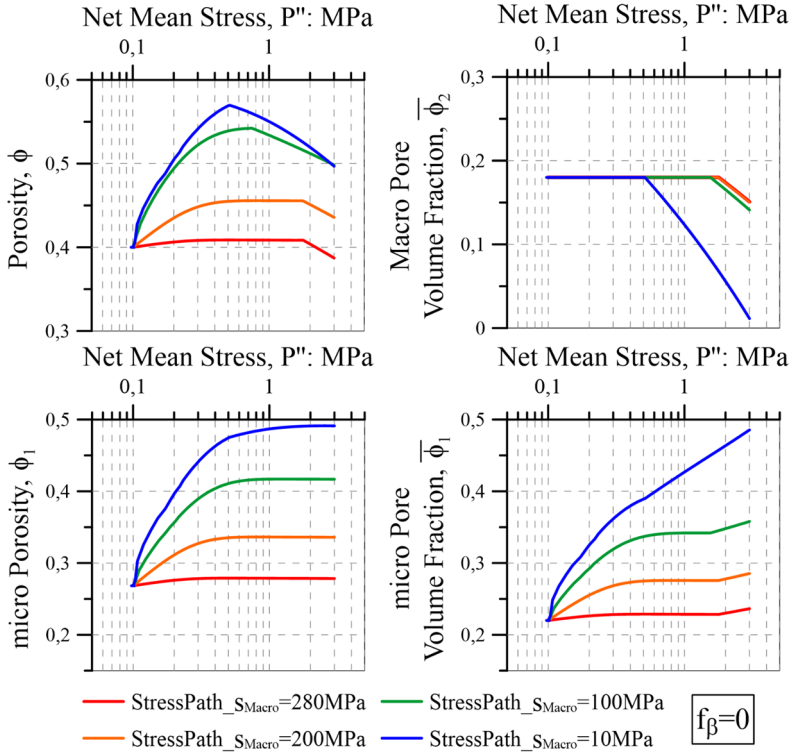 Net Mean Stress, P": MPa
0,1 1
Porosity, ϕ
0,6
0,5
0,4
0,3
Net Mean Stress, P": MPa
0,1 1
Macro Pore
Volume Fraction, ϕ̅₂
0,3
0,2
0,1
0
Net Mean Stress, P": MPa
0,1 1
micro Porosity, ϕ₁
0,5
0,4
0,3
0,2
Net Mean Stress, P": MPa
0,1 1
micro Pore
Volume Fraction, ϕ̅₁
0,5
0,4
0,3
0,2
StressPath_sMacro=280MPa
StressPath_sMacro=100MPa
StressPath_sMacro=200MPa
StressPath_sMacro=10MPa
fβ=0